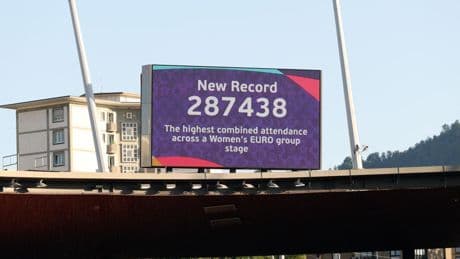 New Record
287438
The highest combined attendance
across a Women's EURO group
stage